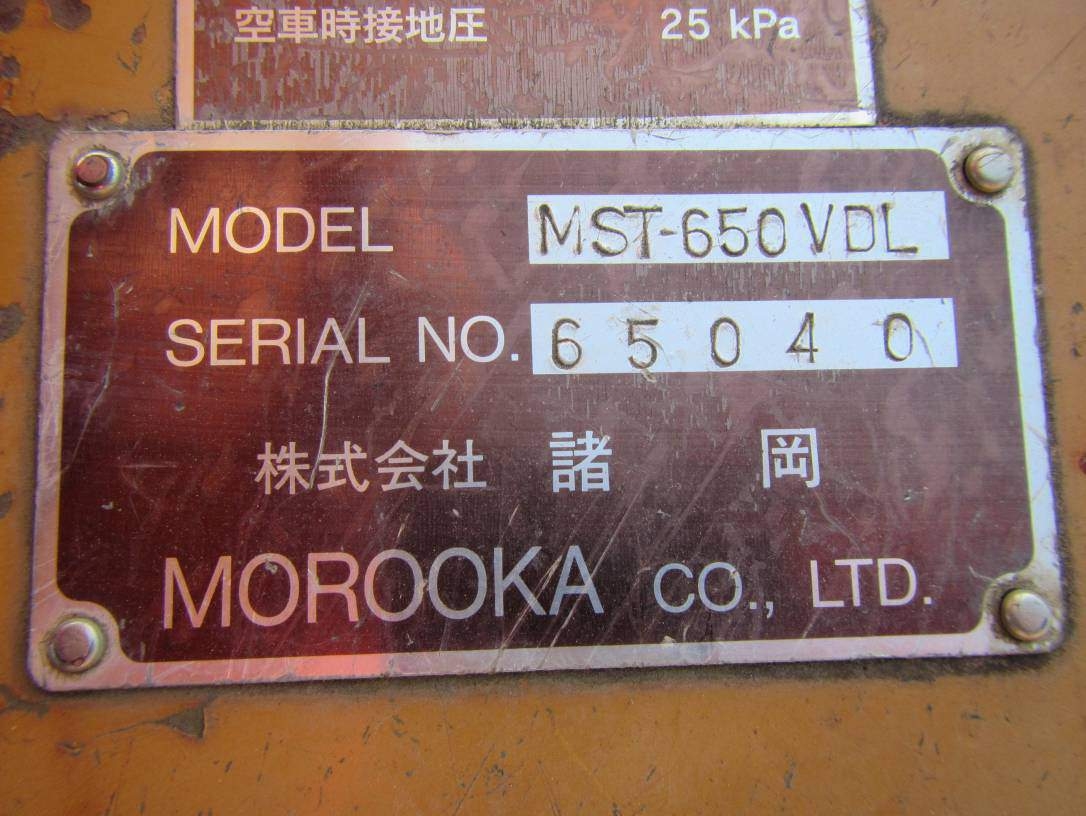 空車時接地圧 25 kPa
MODEL MST-650VDL
SERIAL NO. 65040
株式会社 諸岡
MOROOKA CO., LTD.